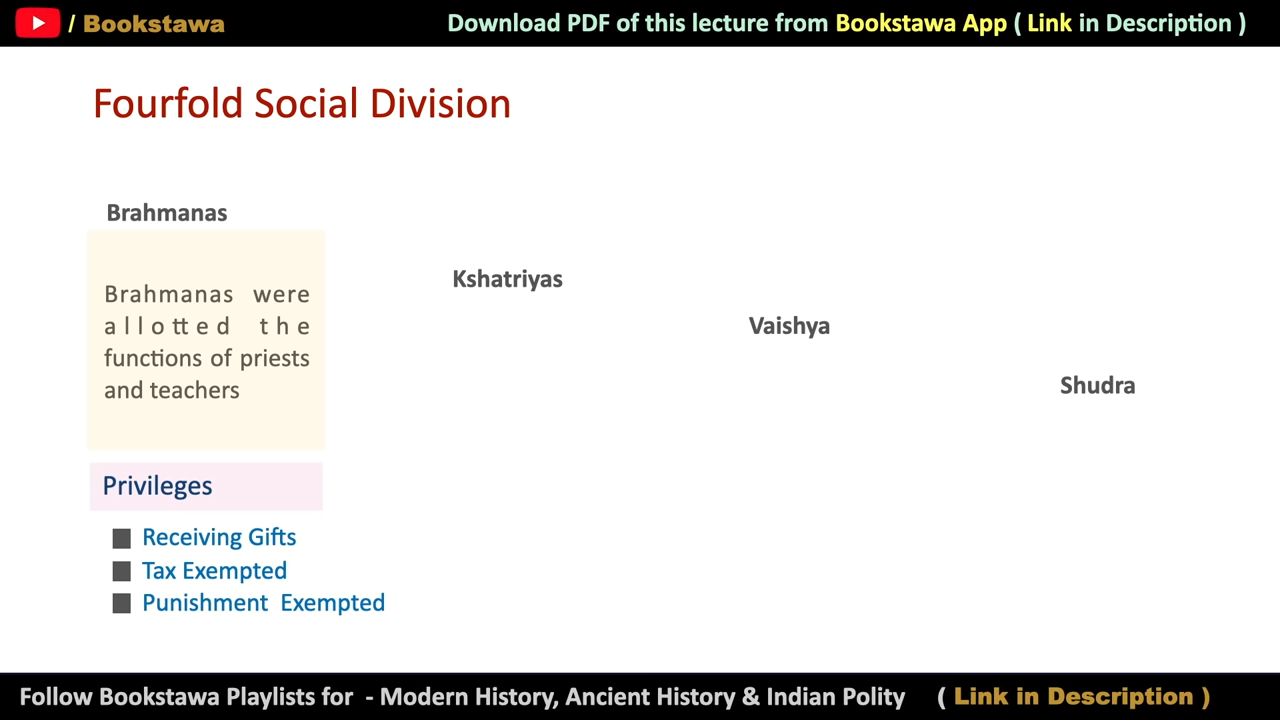 / Bookstawa
Download PDF of this lecture from Bookstawa App ( Link in Description )
Fourfold Social Division
Brahmanas
Brahmanas were
allotted the
functions of priests
and teachers
Kshatriyas
Vaishya
Shudra
Privileges
Receiving Gifts
Tax Exempted
Punishment Exempted
Follow Bookstawa Playlists for - Modern History, Ancient History & Indian Polity ( Link in Description )